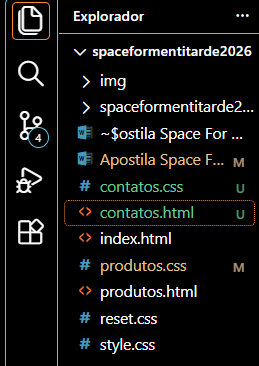 Explorador ...
spaceformentitarde2026
img
spaceformentitarde2...
~$ostila Space For ...
Apostila Space F... M
# contatos.css U
<> contatos.html U
<> index.html
# produtos.css M
<> produtos.html
# reset.css
# style.css
4